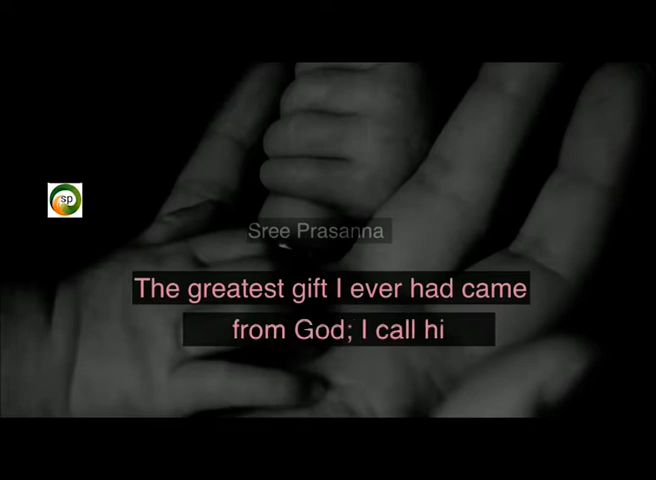 sp
Sree Prasanna
The greatest gift I ever had came
from God; I call hi